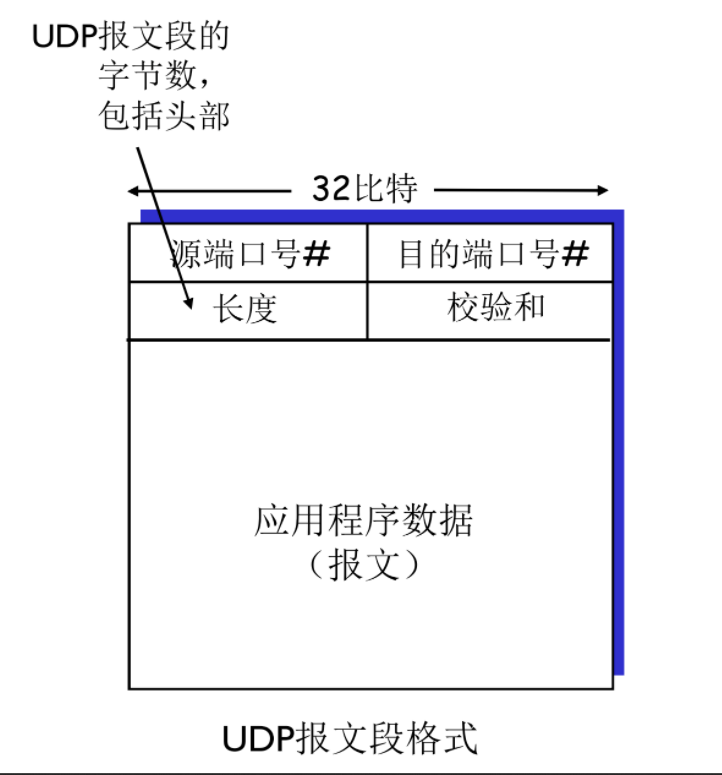 UDP报文段的
字节数，
包括头部
32比特
源端口号#
目的端口号#
长度
校验和
应用程序数据
（报文）
UDP报文段格式